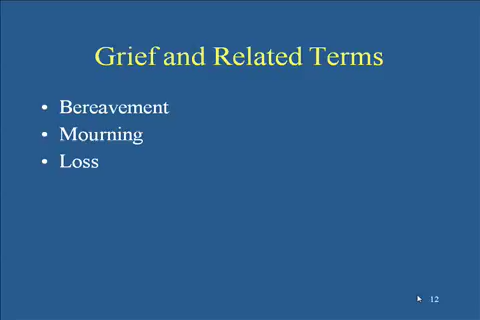 Grief and Related Terms
• Bereavement
• Mourning
• Loss
12